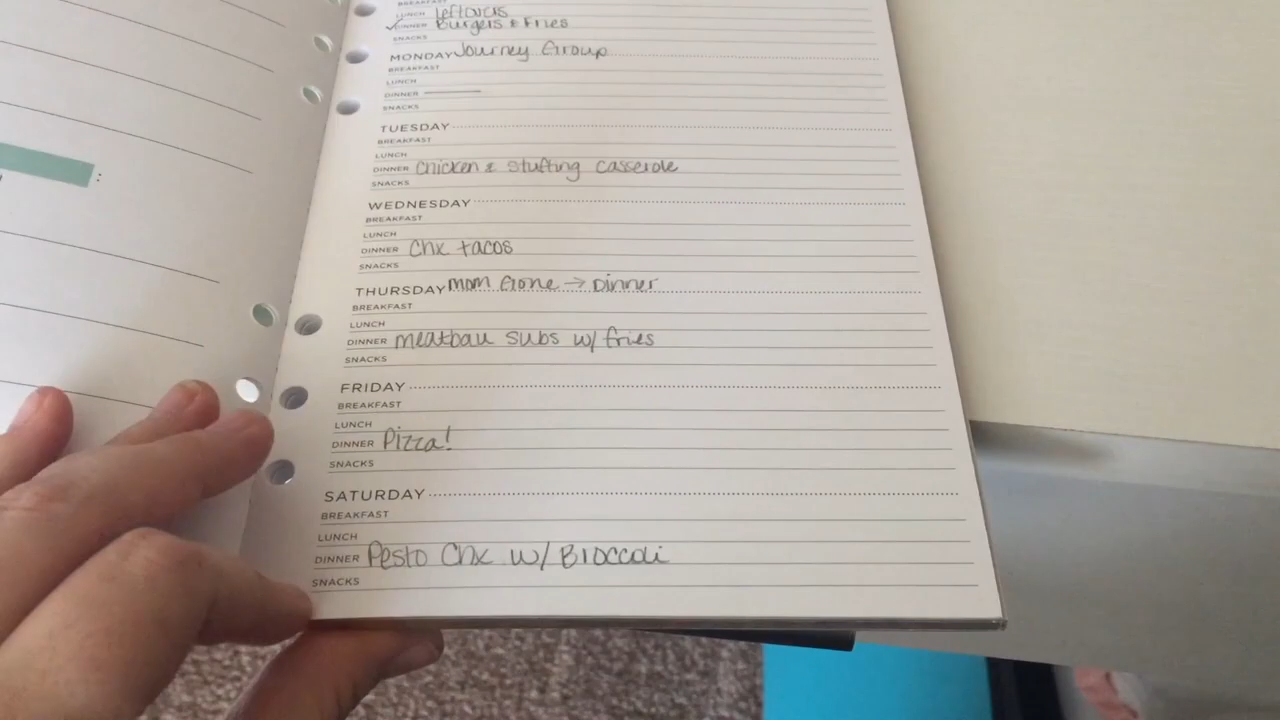 BREAKFAST
LUNCH Leftovers
✓ DINNER Burgers & Fries
SNACKS
MONDAY Journey Group
BREAKFAST
LUNCH
DINNER
SNACKS
TUESDAY
BREAKFAST
LUNCH
DINNER Chicken & Stuffing Casserole
SNACKS
WEDNESDAY
BREAKFAST
LUNCH
DINNER Chx tacos
SNACKS
THURSDAY Mom Gone → Dinner
BREAKFAST
LUNCH
DINNER Meatball subs w/ fries
SNACKS
FRIDAY
BREAKFAST
LUNCH
DINNER Pizza!
SNACKS
SATURDAY
BREAKFAST
LUNCH
DINNER Pesto Chx w/ Broccoli
SNACKS